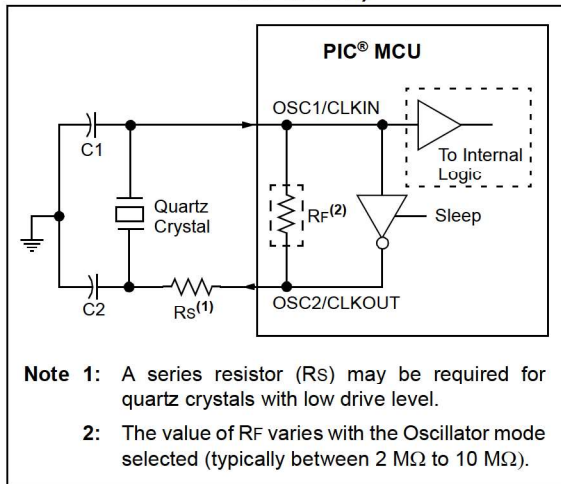 PIC® MCU
OSC1/CLKIN
C1
To Internal
Logic
Quartz
Crystal
RF(2)
Sleep
C2
RS(1)
OSC2/CLKOUT
Note 1: A series resistor (RS) may be required for
quartz crystals with low drive level.
2: The value of RF varies with the Oscillator mode
selected (typically between 2 MΩ to 10 MΩ).